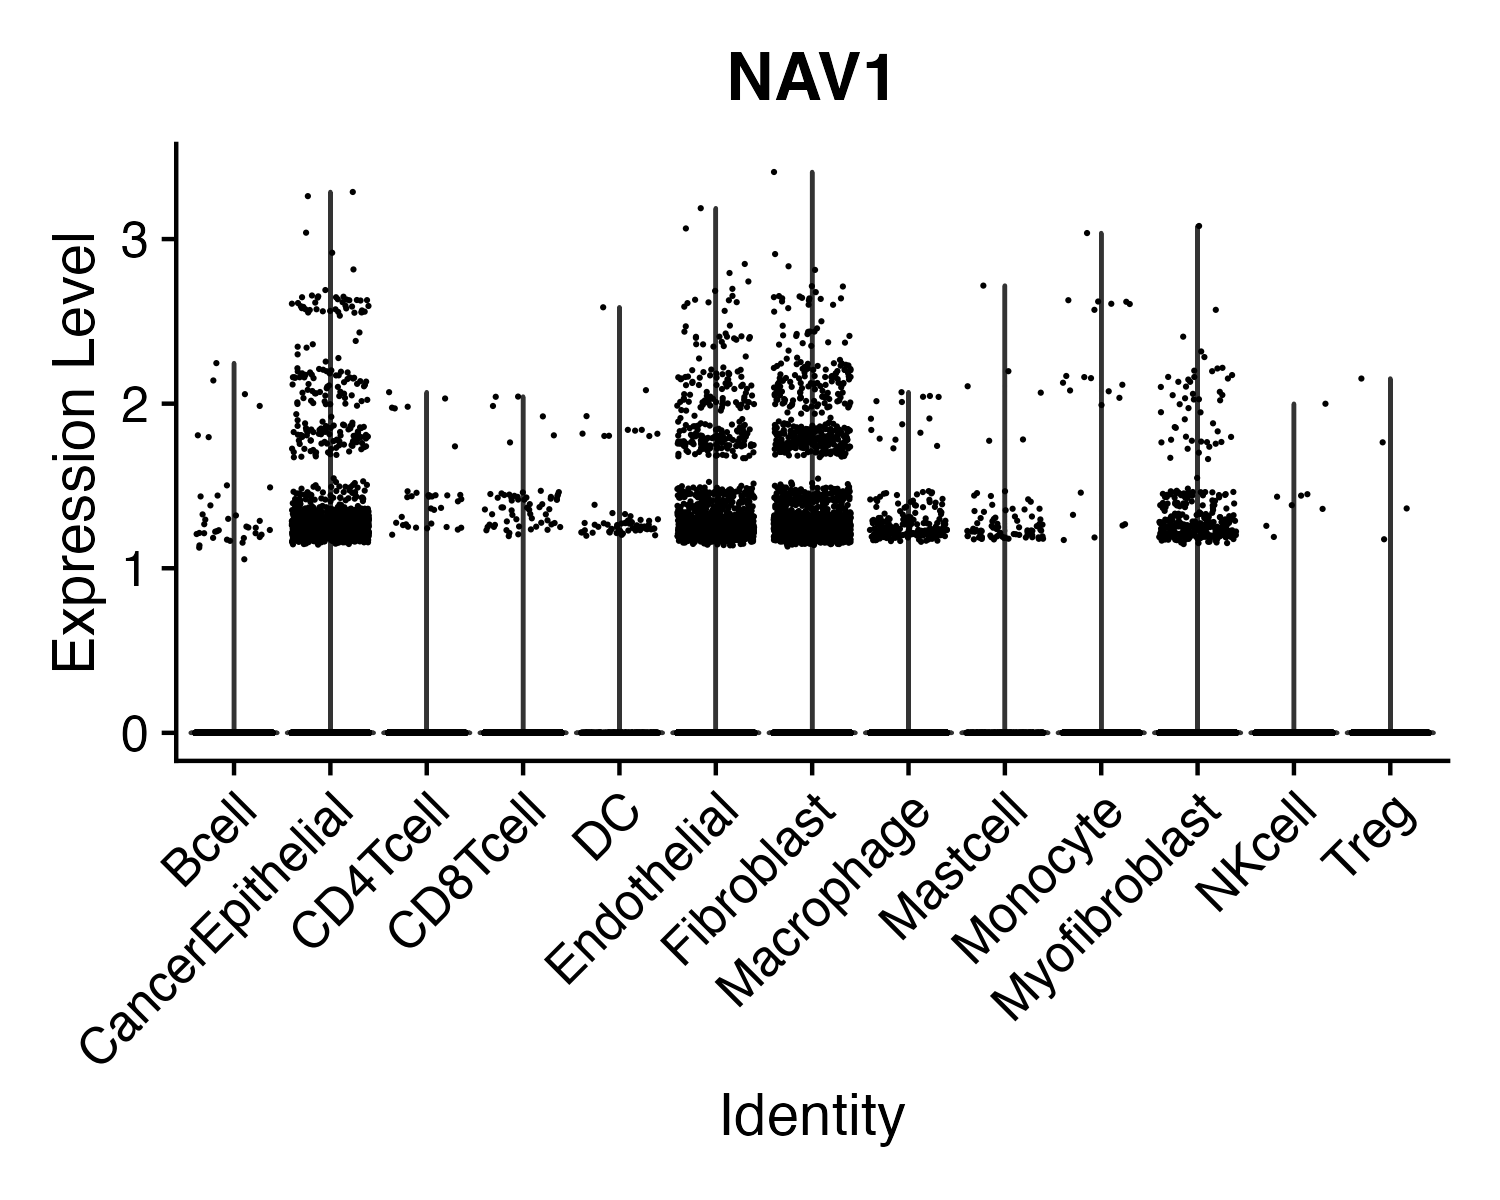 NAV1
Expression Level
3
2
1
0
Bcell
CancerEpithelial
CD4Tcell
CD8Tcell
DC
Endothelial
Fibroblast
Macrophage
Mastcell
Monocyte
Myofibroblast
NKcell
Treg
Identity